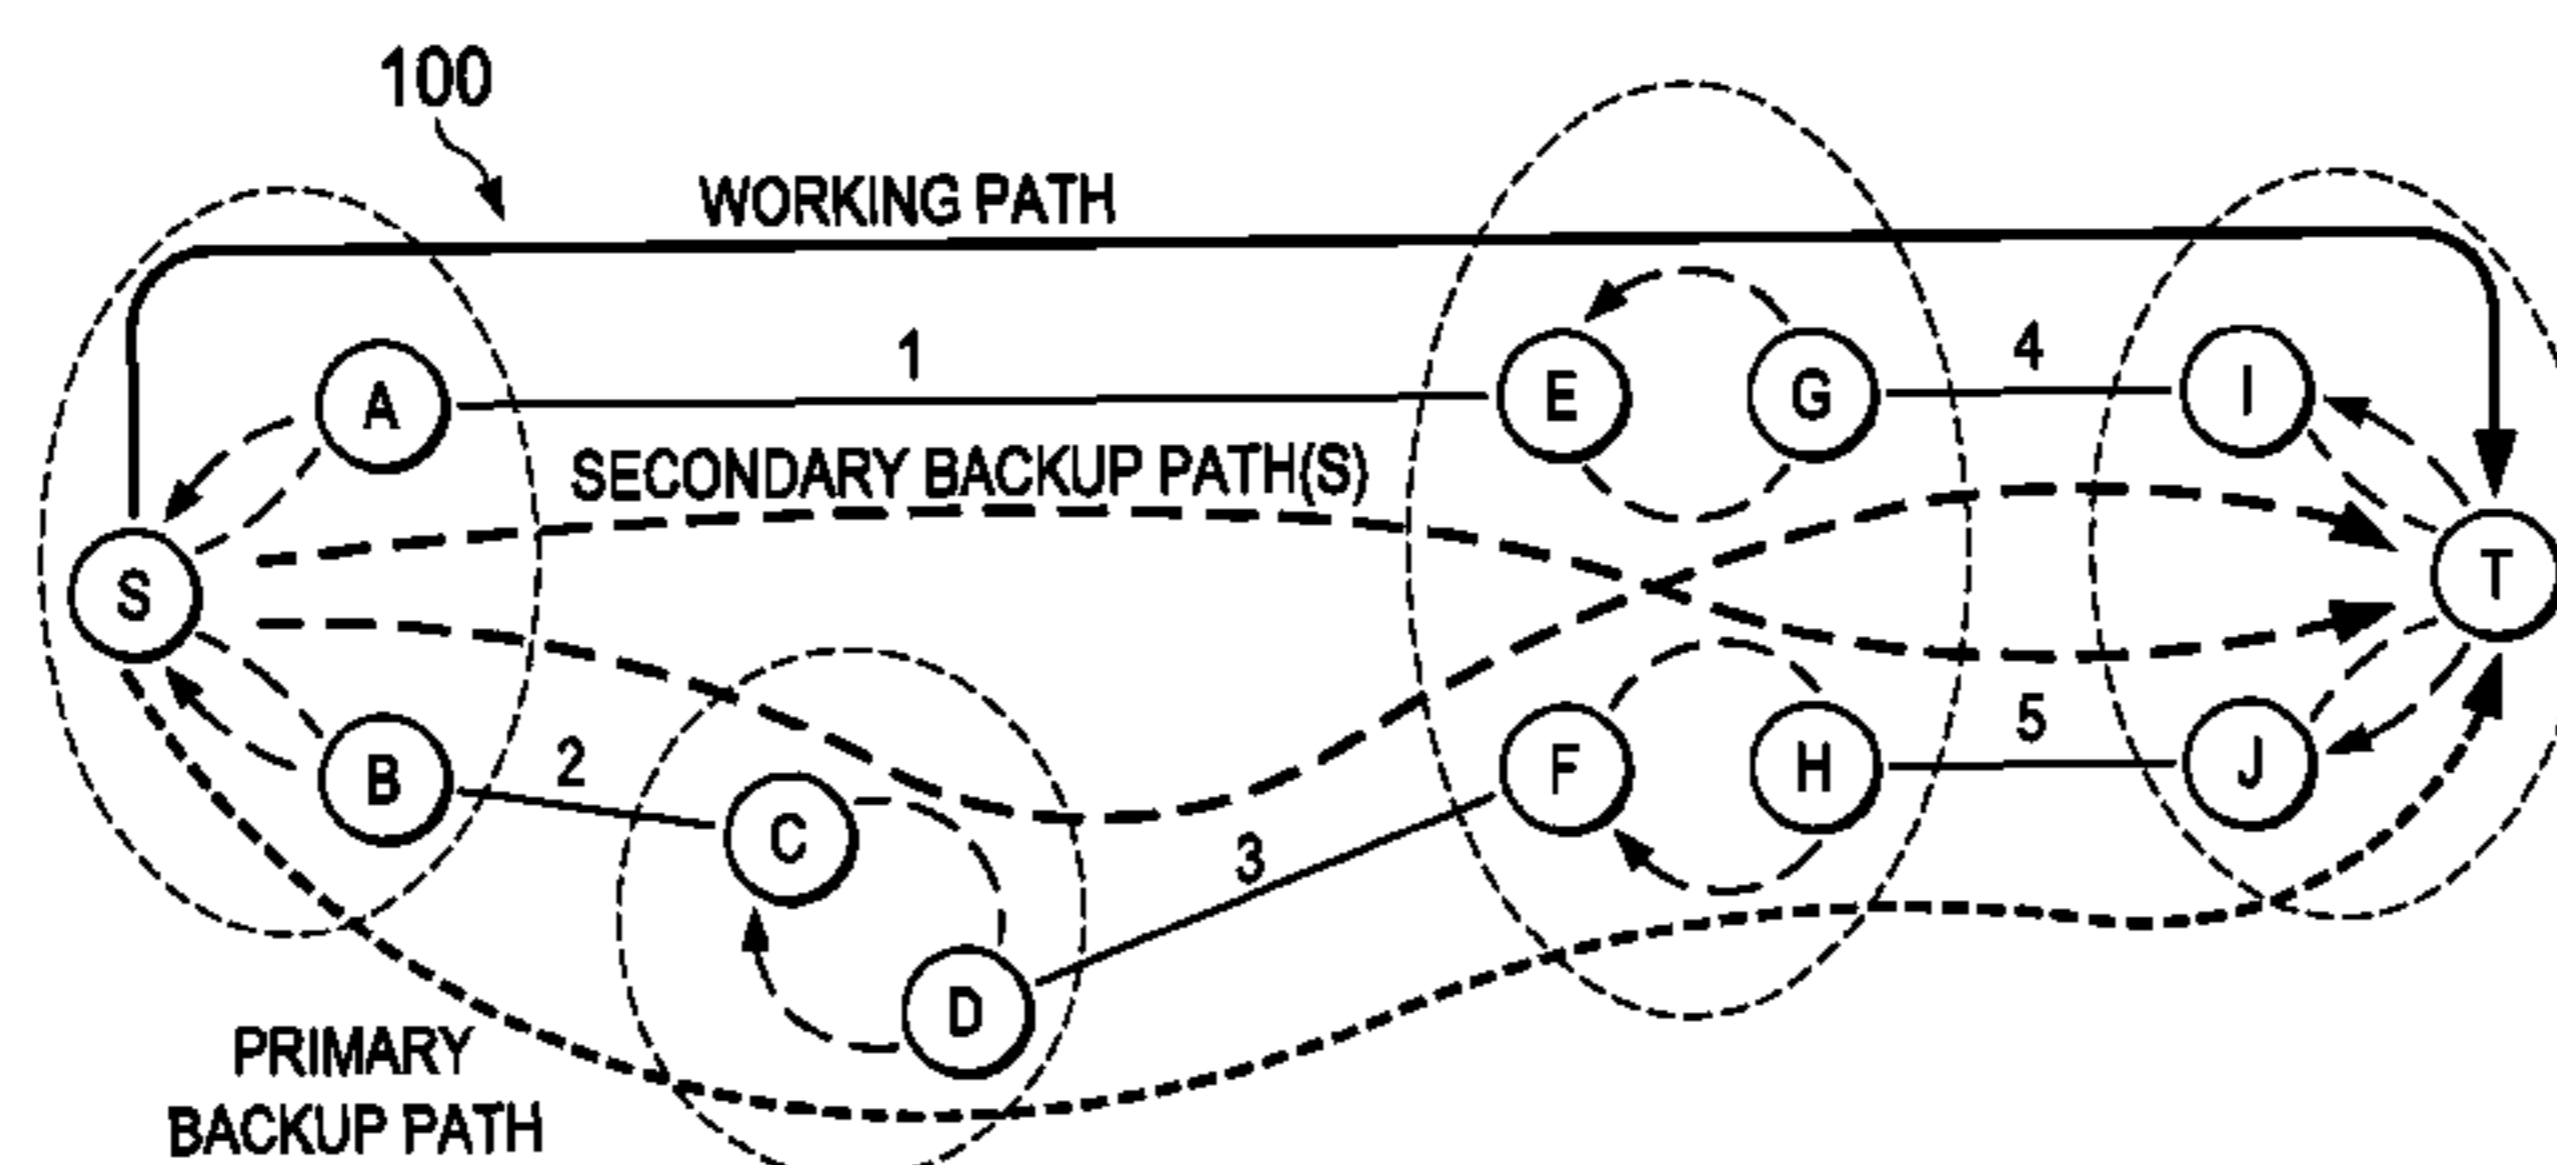 100
WORKING PATH
1
4
A
E
G
I
SECONDARY BACKUP PATH(S)
S
T
B
2
C
3
F
H
5
J
D
PRIMARY
BACKUP PATH